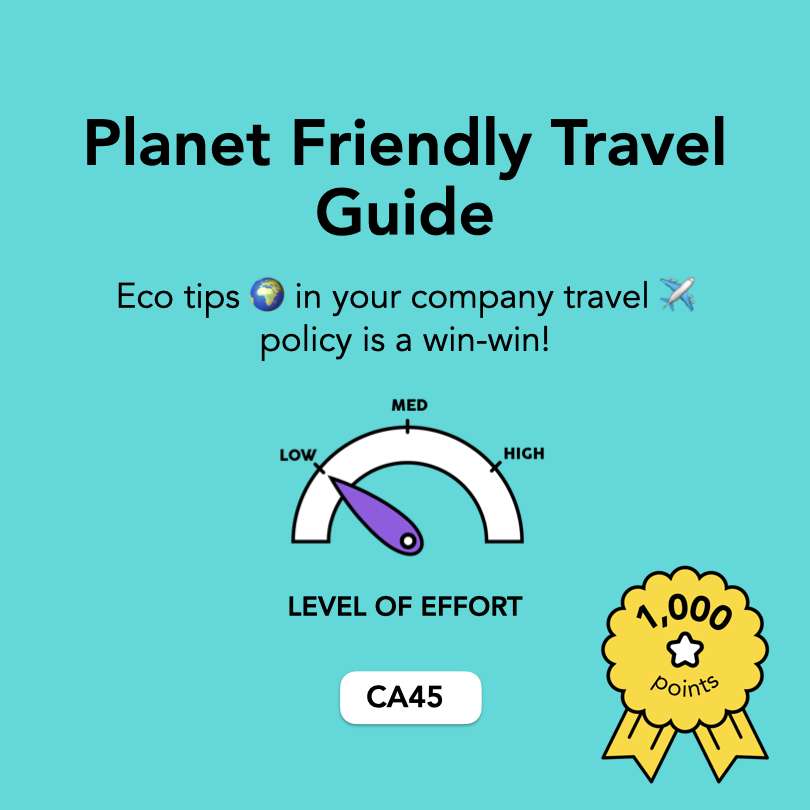 Planet Friendly Travel
Guide
Eco tips 🌍 in your company travel ✈️
policy is a win-win!
MED
LOW
HIGH
LEVEL OF EFFORT
1,000
points
CA45